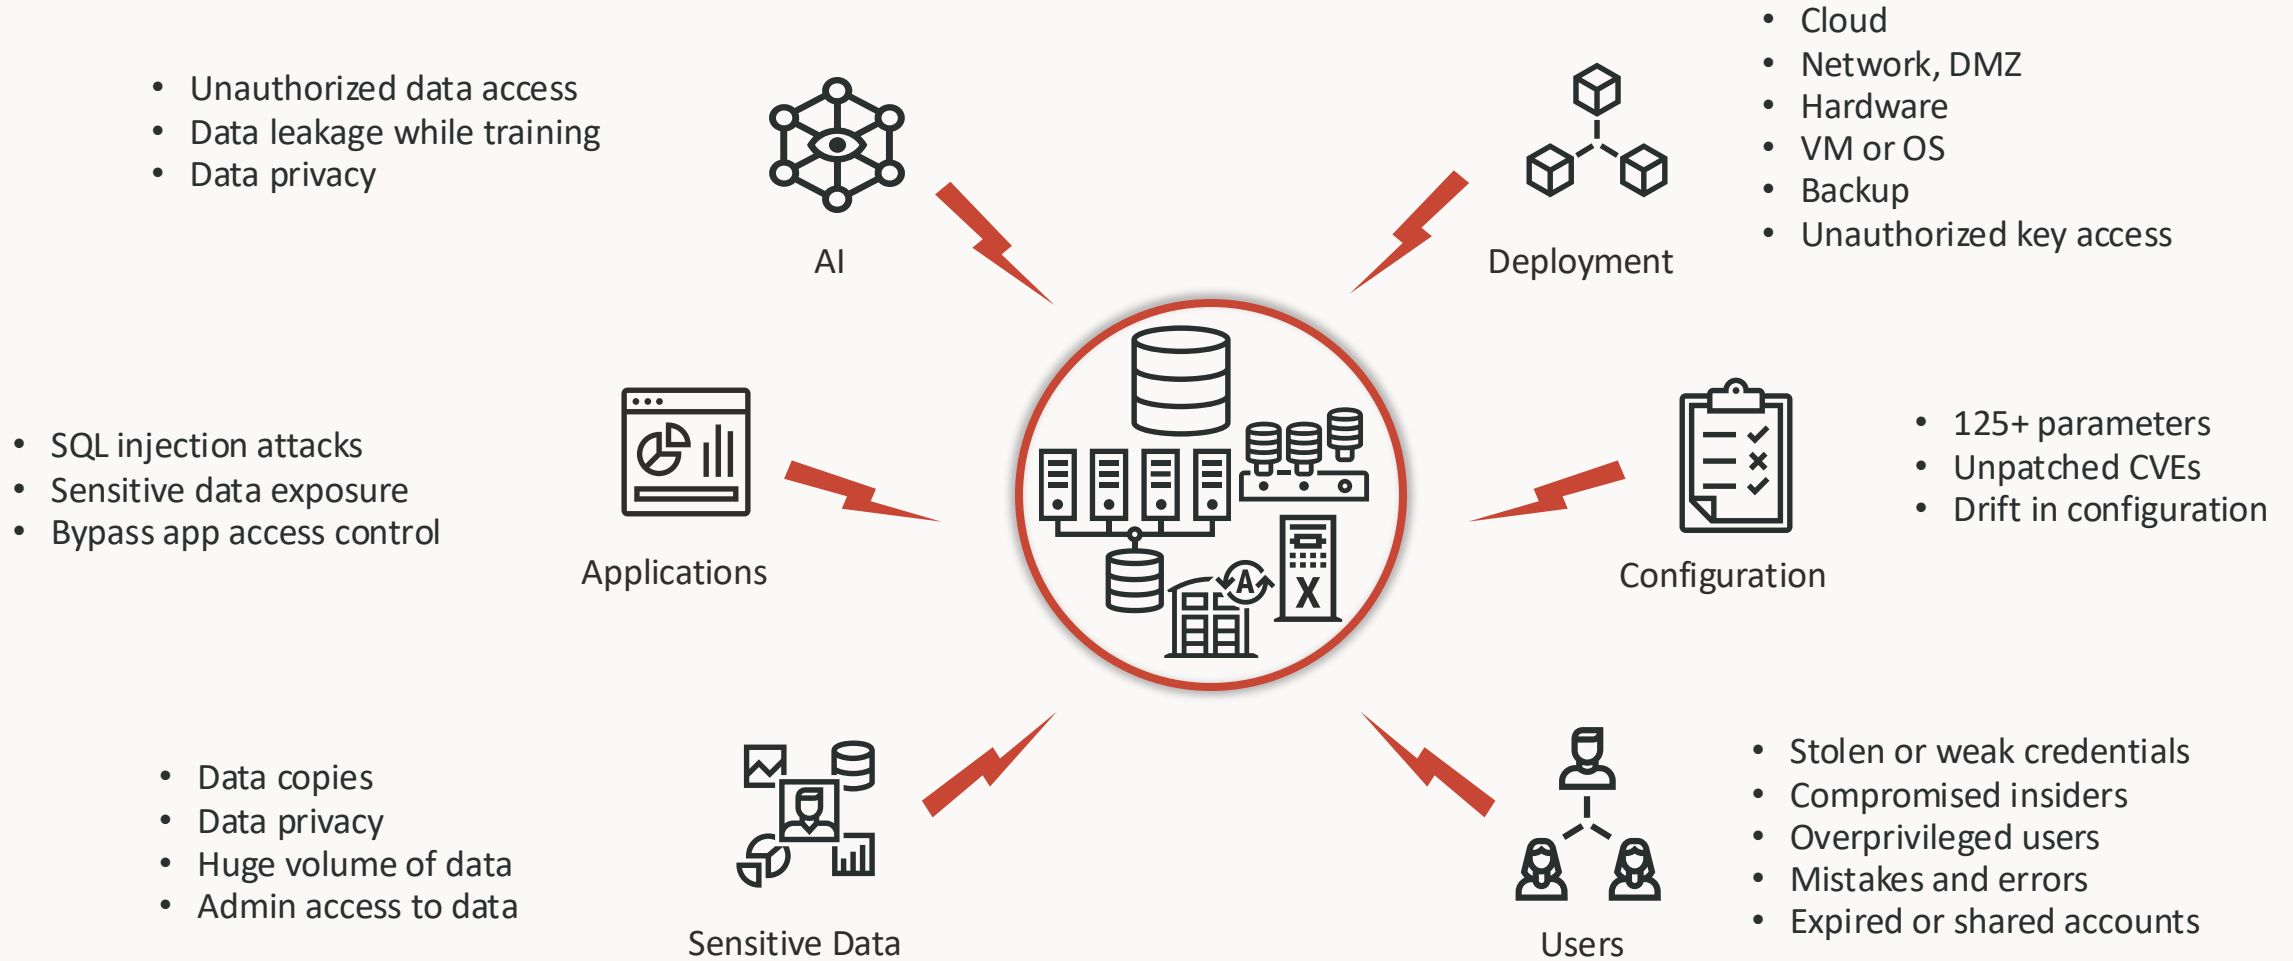 • Unauthorized data access
• Data leakage while training
• Data privacy
AI
• Cloud
• Network, DMZ
• Hardware
• VM or OS
• Backup
• Unauthorized key access
Deployment
• SQL injection attacks
• Sensitive data exposure
• Bypass app access control
Applications
A
X
• 125+ parameters
• Unpatched CVEs
• Drift in configuration
Configuration
• Data copies
• Data privacy
• Huge volume of data
• Admin access to data
Sensitive Data
• Stolen or weak credentials
• Compromised insiders
• Overprivileged users
• Mistakes and errors
• Expired or shared accounts
Users